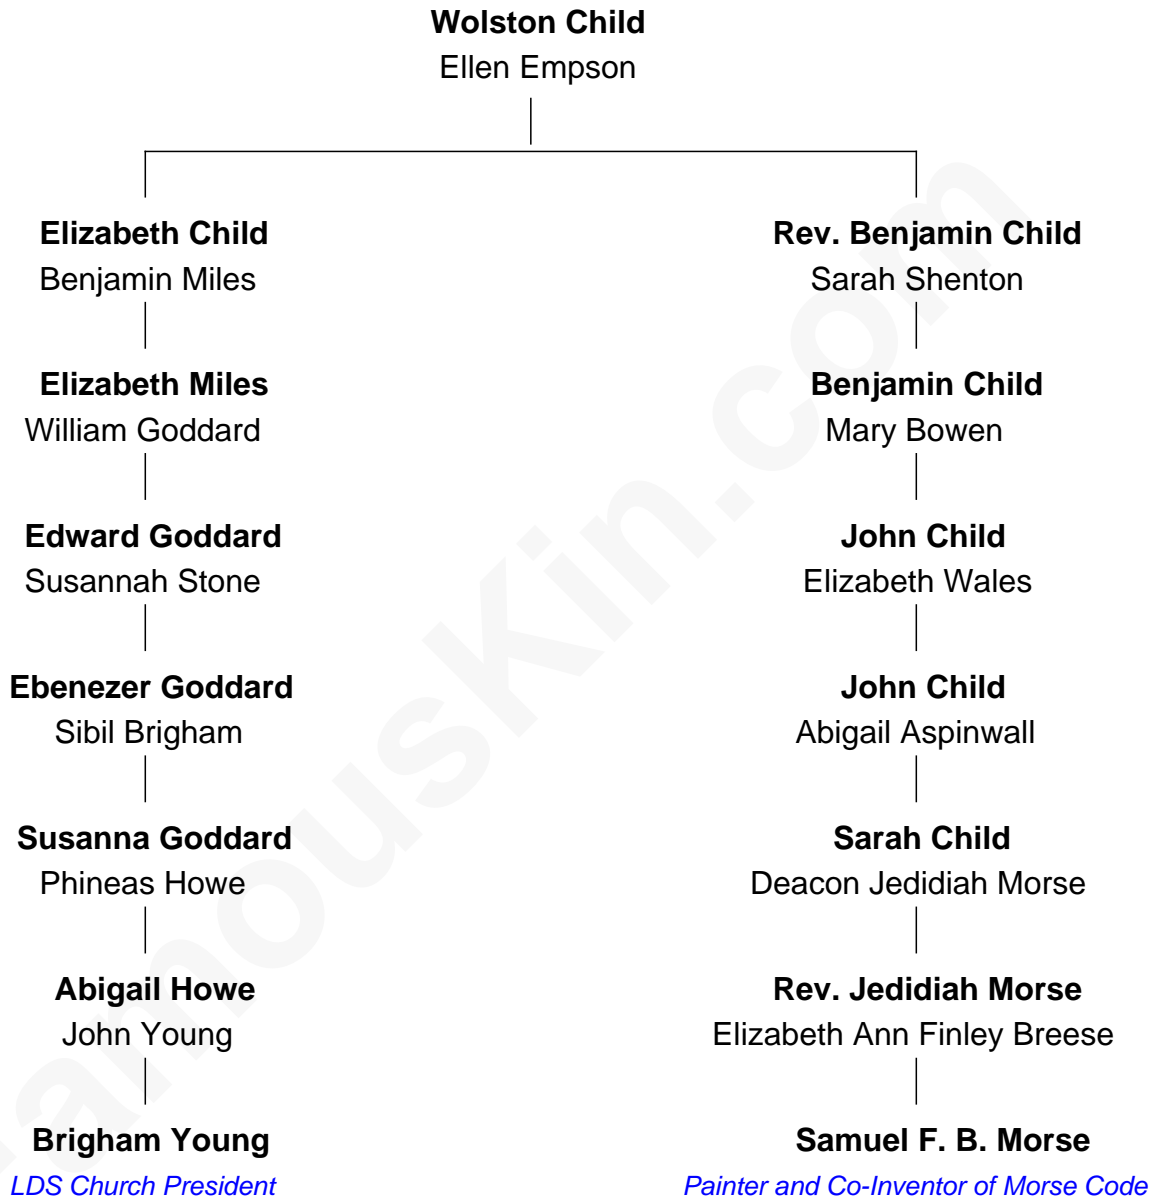 Wolston Child
Ellen Empson
Elizabeth Child
Benjamin Miles
Rev. Benjamin Child
Sarah Shenton
Elizabeth Miles
William Goddard
Benjamin Child
Mary Bowen
Edward Goddard
Susannah Stone
John Child
Elizabeth Wales
Ebenezer Goddard
Sibil Brigham
John Child
Abigail Aspinwall
Susanna Goddard
Phineas Howe
Sarah Child
Deacon Jedidiah Morse
Abigail Howe
John Young
Rev. Jedidiah Morse
Elizabeth Ann Finley Breese
Brigham Young
LDS Church President
Samuel F. B. Morse
Painter and Co-Inventor of Morse Code
famouskin.com